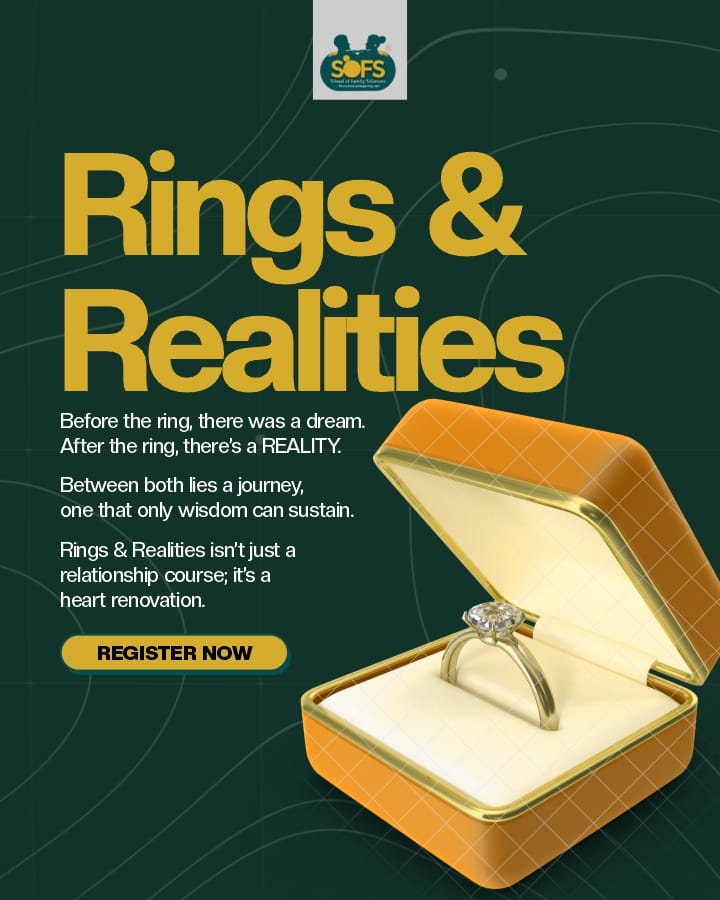 SOFS
School of Family Solutions
Rings &
Realities
Before the ring, there was a dream.
After the ring, there's a REALITY.
Between both lies a journey,
one that only wisdom can sustain.
Rings & Realities isn't just a
relationship course; it's a
heart renovation.
REGISTER NOW